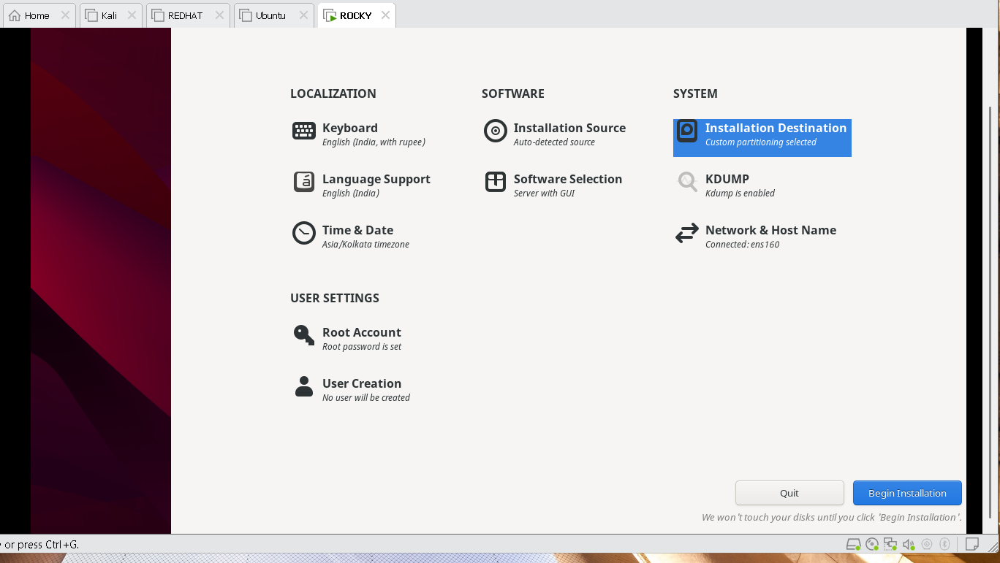 Home
Kali
REDHAT
Ubuntu
ROCKY
LOCALIZATION
Keyboard
English (India, with rupee)
Language Support
English (India)
Time & Date
Asia/Kolkata timezone
SOFTWARE
Installation Source
Auto-detected source
Software Selection
Server with GUI
SYSTEM
Installation Destination
Custom partitioning selected
KDUMP
Kdump is enabled
Network & Host Name
Connected: ens160
USER SETTINGS
Root Account
Root password is set
User Creation
No user will be created
Quit
Begin Installation
We won't touch your disks until you click 'Begin Installation'.
or press Ctrl+G.